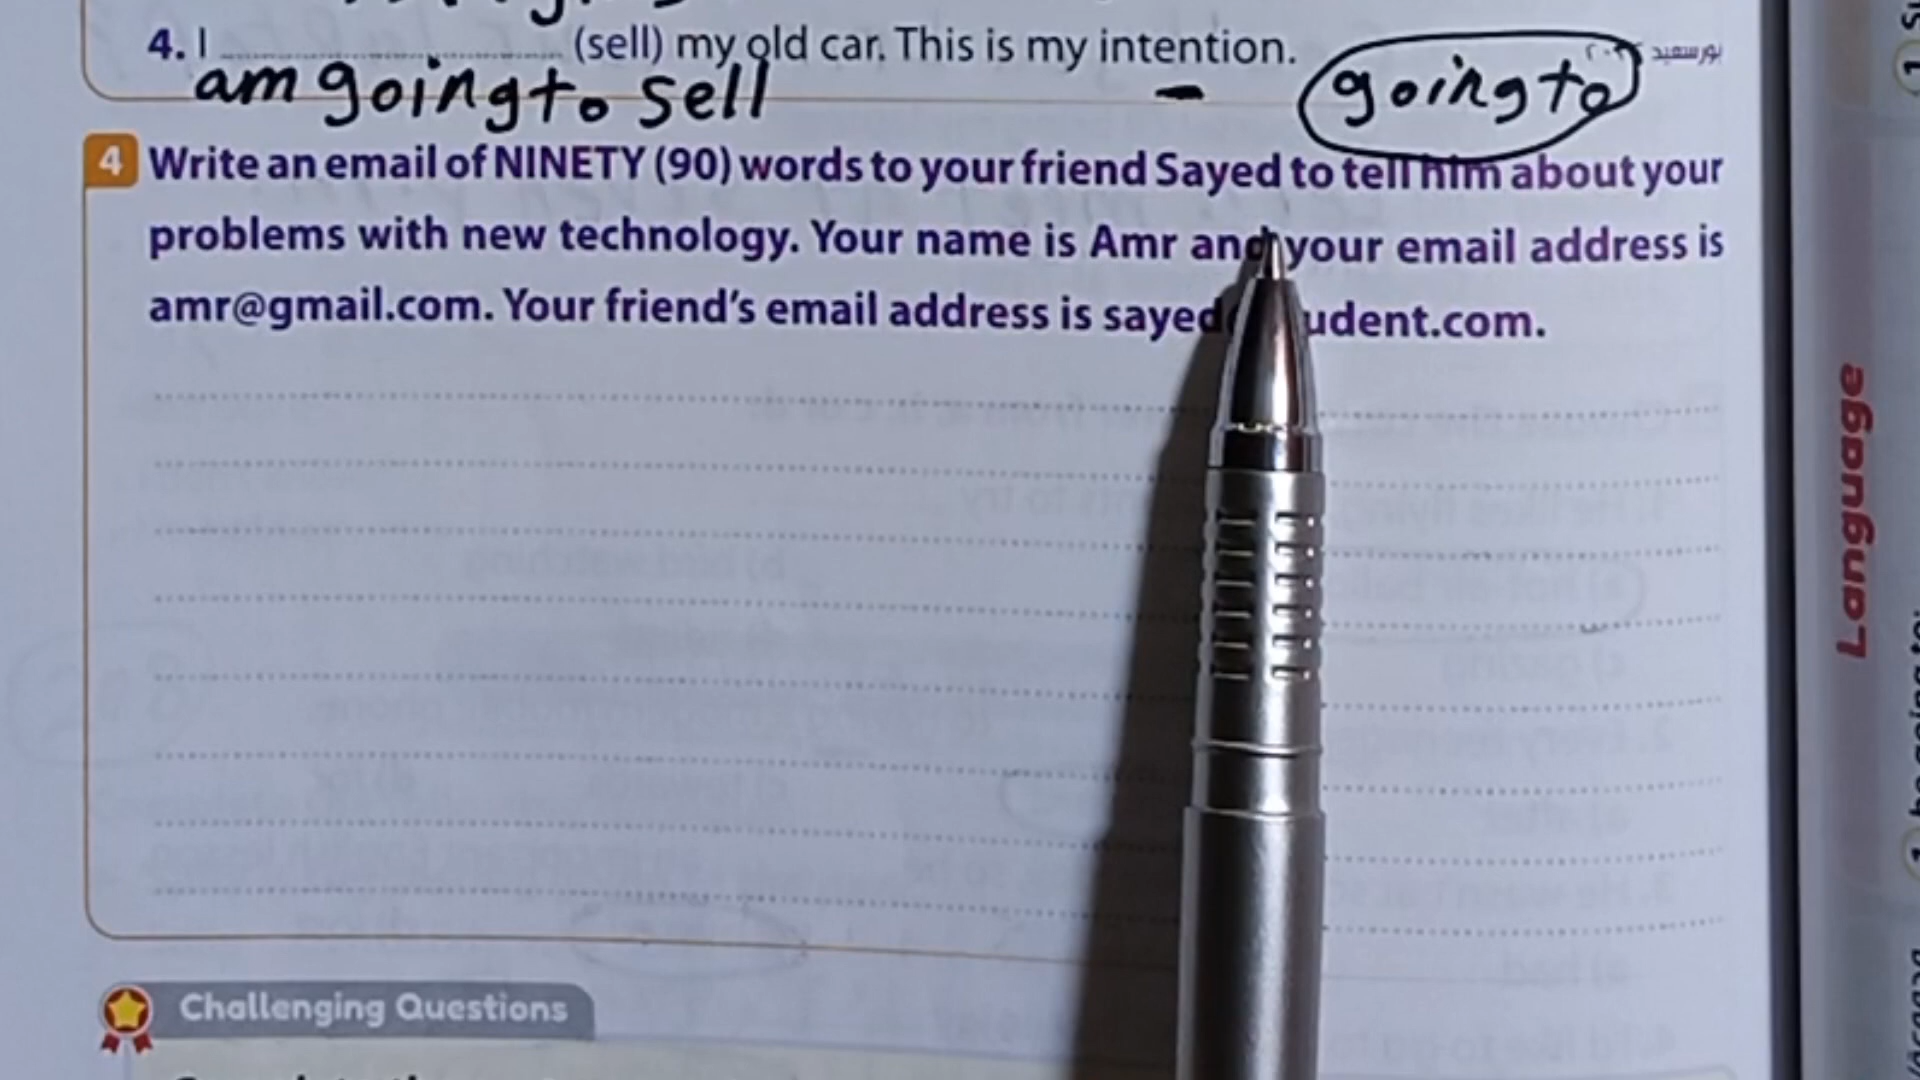 4. I ........................ (sell) my old car. This is my intention. بورسعيد
am going to sell - going to
4 Write an email of NINETY (90) words to your friend Sayed to tell him about your
problems with new technology. Your name is Amr and your email address is
amr@gmail.com. Your friend's email address is sayed udent.com.
Challenging Questions
Language